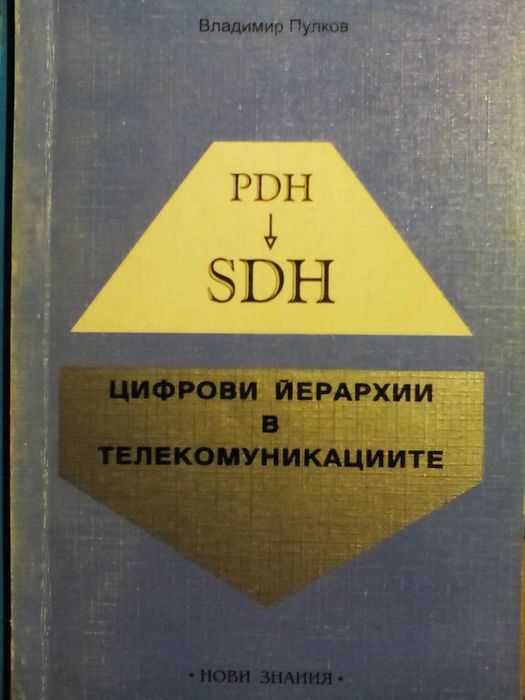 Владимир Пулков
PDH
SDH
ЦИФРОВИ ЙЕРАРХИИ
В
ТЕЛЕКОМУНИКАЦИИТЕ
• НОВИ ЗНАНИЯ •